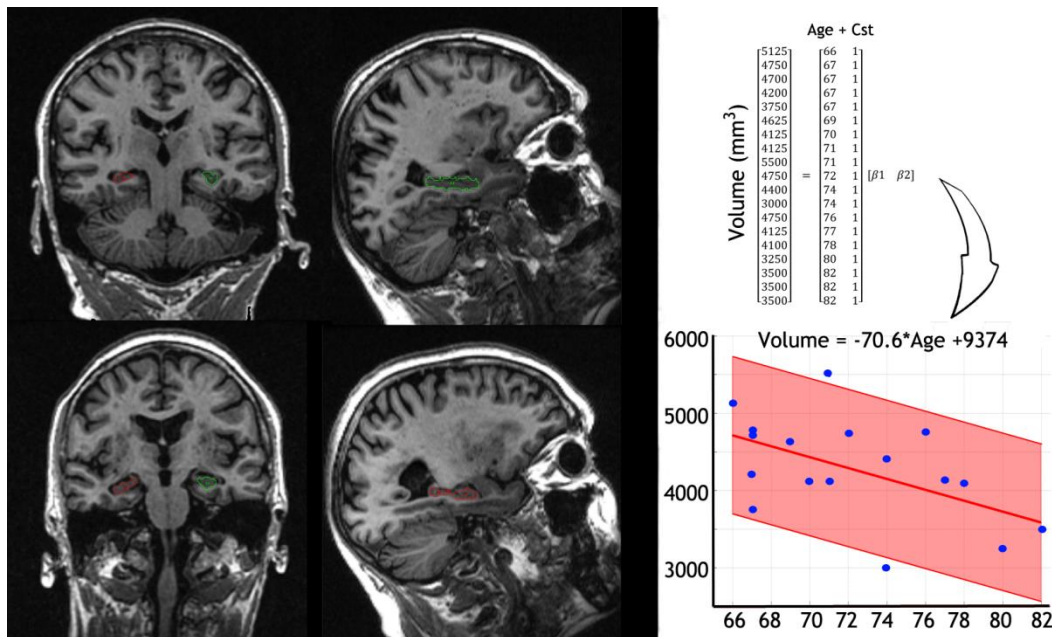 Age + Cst
Volume (mm³)
5125 66 1
4750 67 1
4700 67 1
4200 67 1
3750 67 1
4625 69 1
4125 70 1
4125 71 1
5500 71 1
4750 = 72 1 [β1 β2]
4400 74 1
3000 74 1
4750 76 1
4125 77 1
4100 78 1
3250 80 1
3500 82 1
3500 82 1
3500 82 1
Volume = -70.6*Age +9374
6000
5000
4000
3000
66 68 70 72 74 76 78 80 82